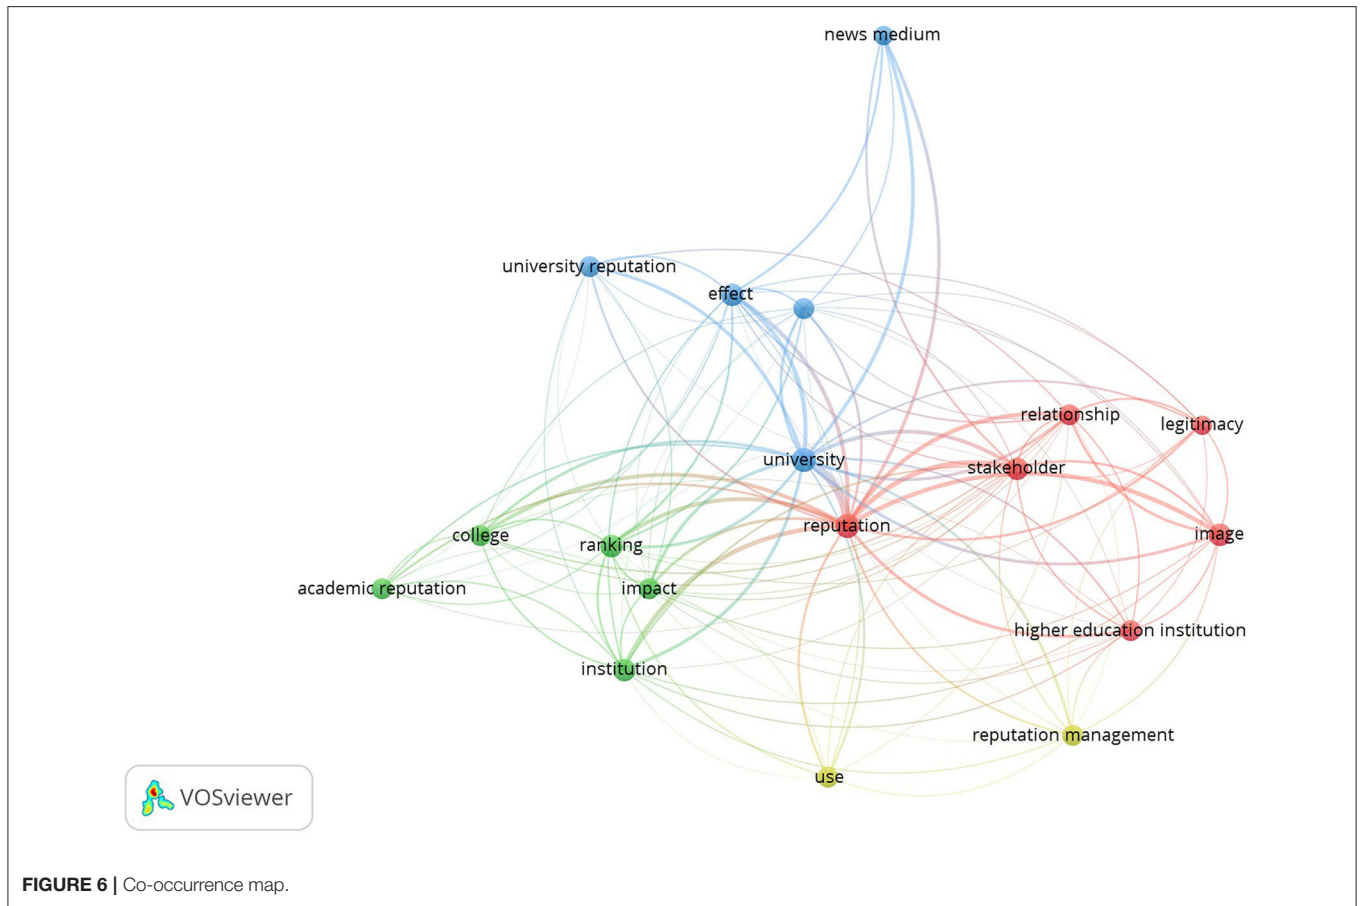 news medium
university reputation
effect
relationship
legitimacy
university
stakeholder
reputation
college
ranking
image
academic reputation
impact
higher education institution
institution
reputation management
use
VOSviewer
FIGURE 6 | Co-occurrence map.